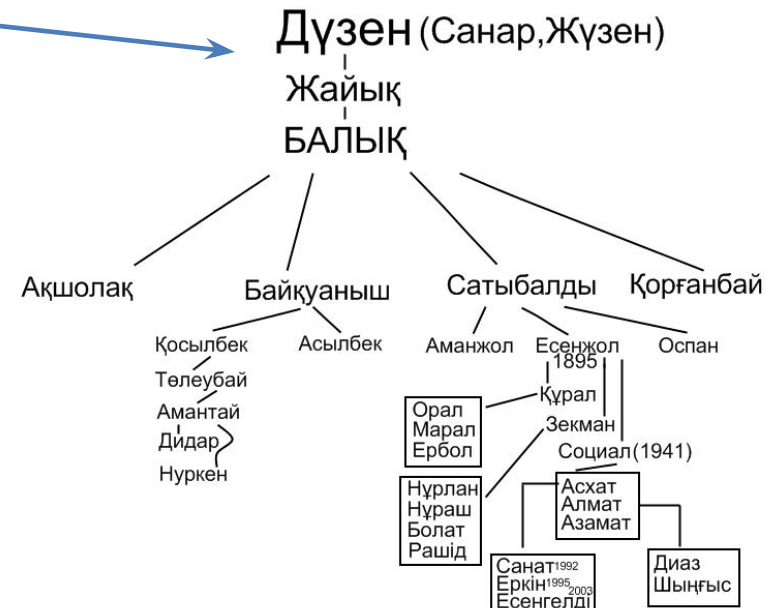 Дүзен (Санар,Жүзен)
Жайық
БАЛЫҚ
Ақшолақ
Байқуаныш
Сатыбалды
Қорғанбай
Қосылбек
Асылбек
Аманжол
Есенжол
Оспан
1895
Төлеубай
Амантай
Дидар
Нуркен
Құрал
Орал
Марал
Ербол
Зекман
Социал(1941)
Нұрлан
Нұраш
Болат
Рашід
Асхат
Алмат
Азамат
Санат1992
Еркін1995
2003
Есенгелді
Диаз
Шыңғыс